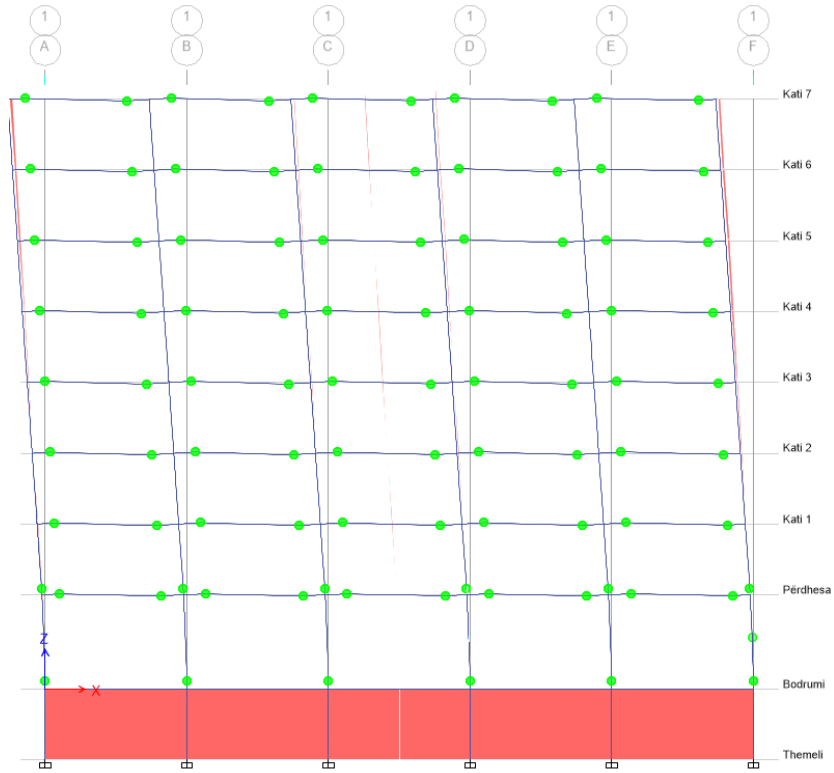 1 1 1 1 1 1
A B C D E F
Kati 7
Kati 6
Kati 5
Kati 4
Kati 3
Kati 2
Kati 1
Përdhesa
Z
X
Bodrumi
Themeli